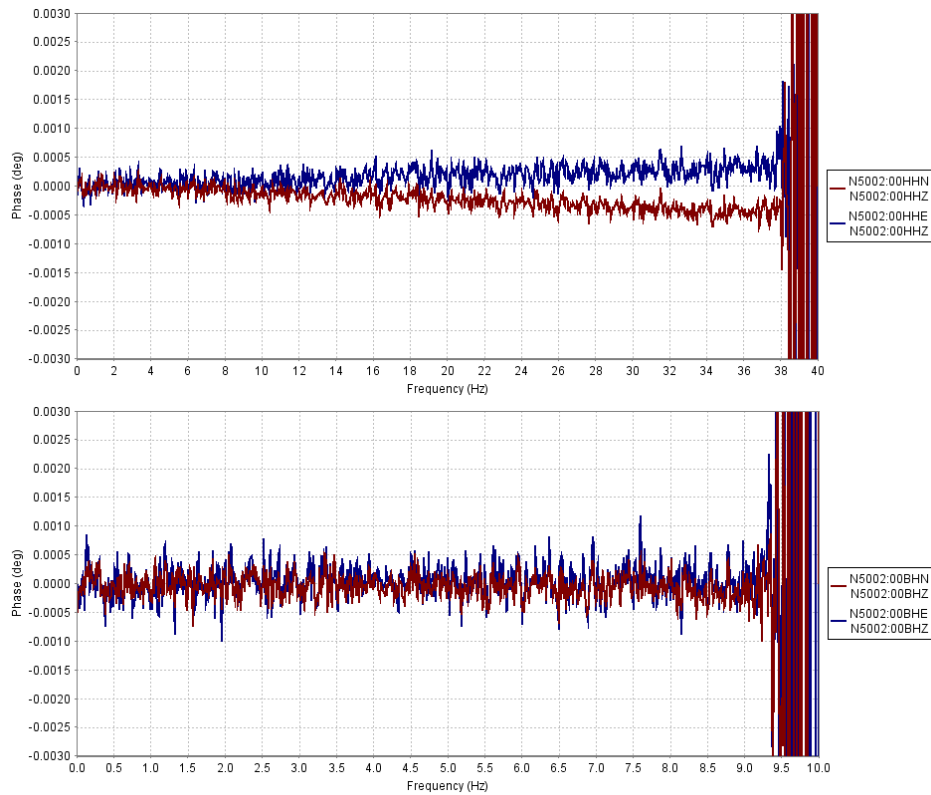 0.0030
0.0025
0.0020
0.0015
0.0010
0.0005
0.0000
-0.0005
-0.0010
-0.0015
-0.0020
-0.0025
-0.0030
Phase (deg)
0 2 4 6 8 10 12 14 16 18 20 22 24 26 28 30 32 34 36 38 40
Frequency (Hz)
N5002:00HHN
N5002:00HHZ
N5002:00HHE
N5002:00HHZ
0.0030
0.0025
0.0020
0.0015
0.0010
0.0005
0.0000
-0.0005
-0.0010
-0.0015
-0.0020
-0.0025
-0.0030
Phase (deg)
0.0 0.5 1.0 1.5 2.0 2.5 3.0 3.5 4.0 4.5 5.0 5.5 6.0 6.5 7.0 7.5 8.0 8.5 9.0 9.5 10.0
Frequency (Hz)
N5002:00BHN
N5002:00BHZ
N5002:00BHE
N5002:00BHZ